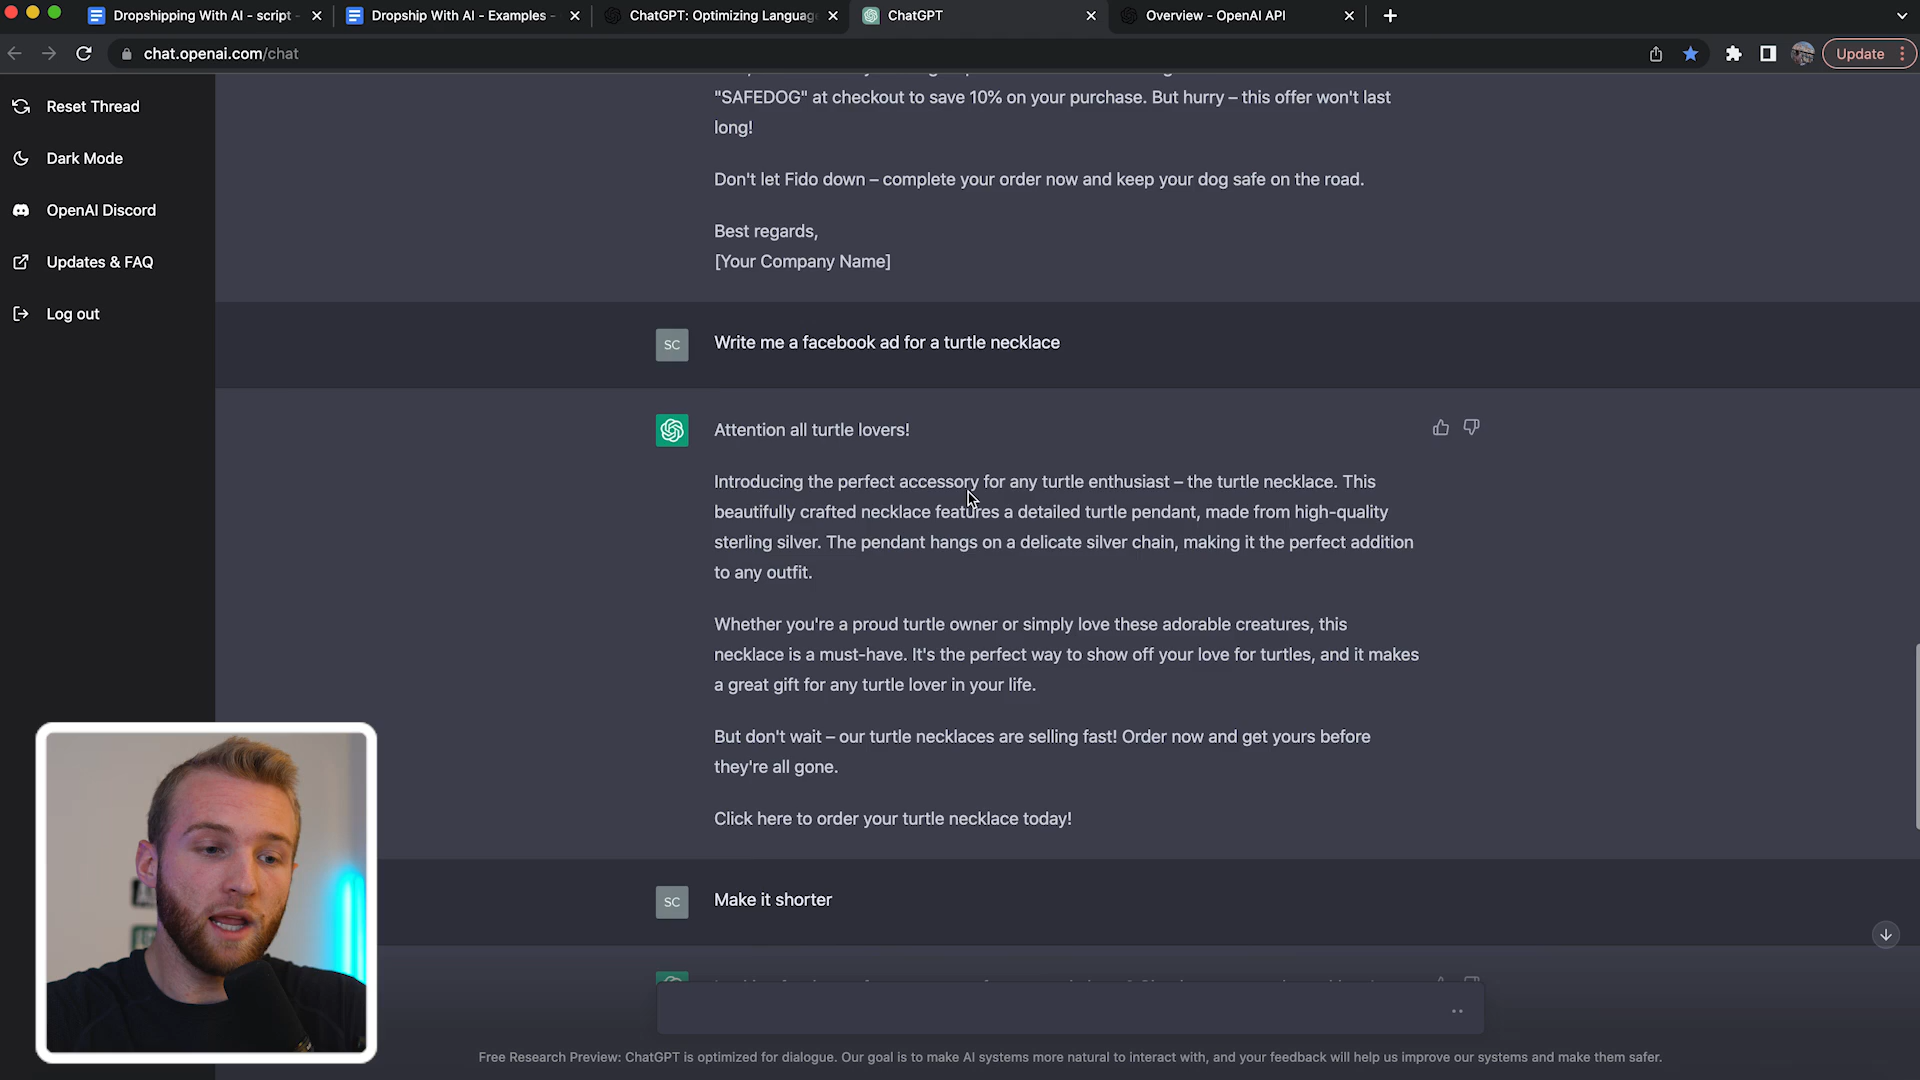 Dropshipping With AI - script -
Dropship With AI - Examples -
ChatGPT: Optimizing Language
ChatGPT
Overview - OpenAI API
chat.openai.com/chat
Update
Reset Thread
Dark Mode
OpenAI Discord
Updates & FAQ
Log out
"SAFEDOG" at checkout to save 10% on your purchase. But hurry – this offer won't last
long!
Don't let Fido down – complete your order now and keep your dog safe on the road.
Best regards,
[Your Company Name]
SC
Write me a facebook ad for a turtle necklace
Attention all turtle lovers!
Introducing the perfect accessory for any turtle enthusiast – the turtle necklace. This
beautifully crafted necklace features a detailed turtle pendant, made from high-quality
sterling silver. The pendant hangs on a delicate silver chain, making it the perfect addition
to any outfit.
Whether you're a proud turtle owner or simply love these adorable creatures, this
necklace is a must-have. It's the perfect way to show off your love for turtles, and it makes
a great gift for any turtle lover in your life.
But don't wait – our turtle necklaces are selling fast! Order now and get yours before
they're all gone.
Click here to order your turtle necklace today!
SC
Make it shorter
Free Research Preview: ChatGPT is optimized for dialogue. Our goal is to make AI systems more natural to interact with, and your feedback will help us improve our systems and make them safer.